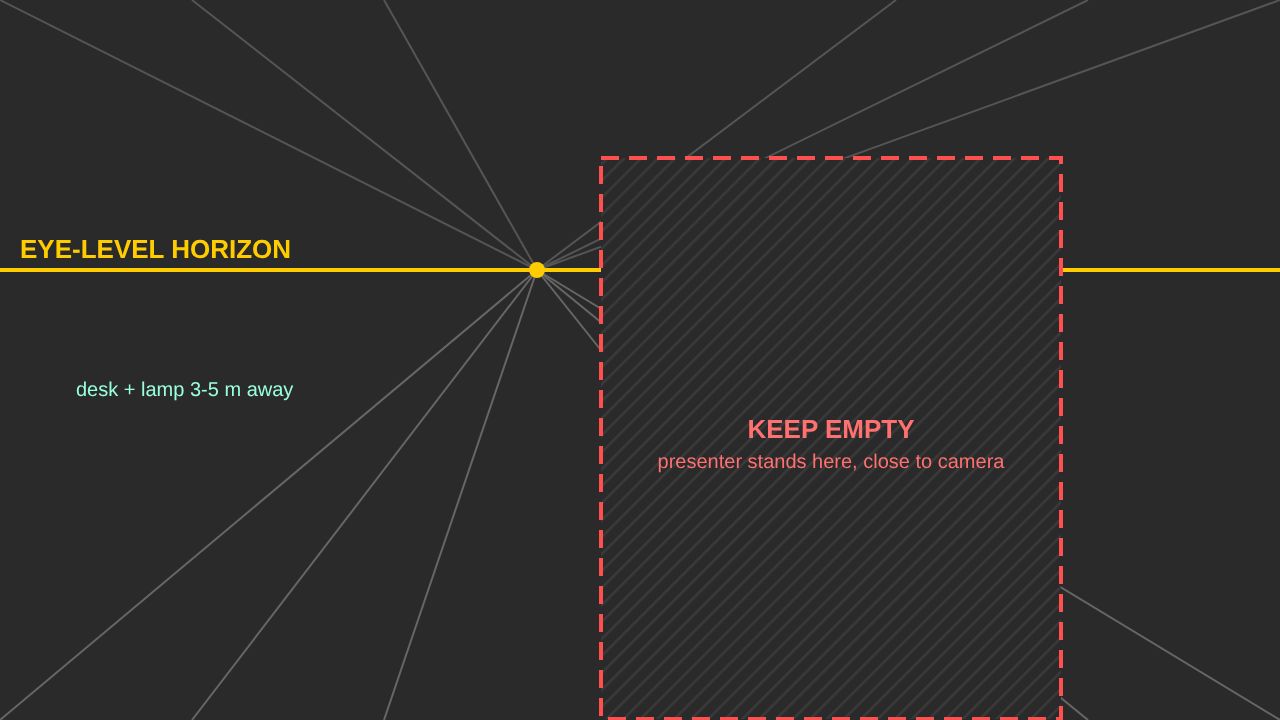 EYE-LEVEL HORIZON
desk + lamp 3-5 m away
KEEP EMPTY
presenter stands here, close to camera